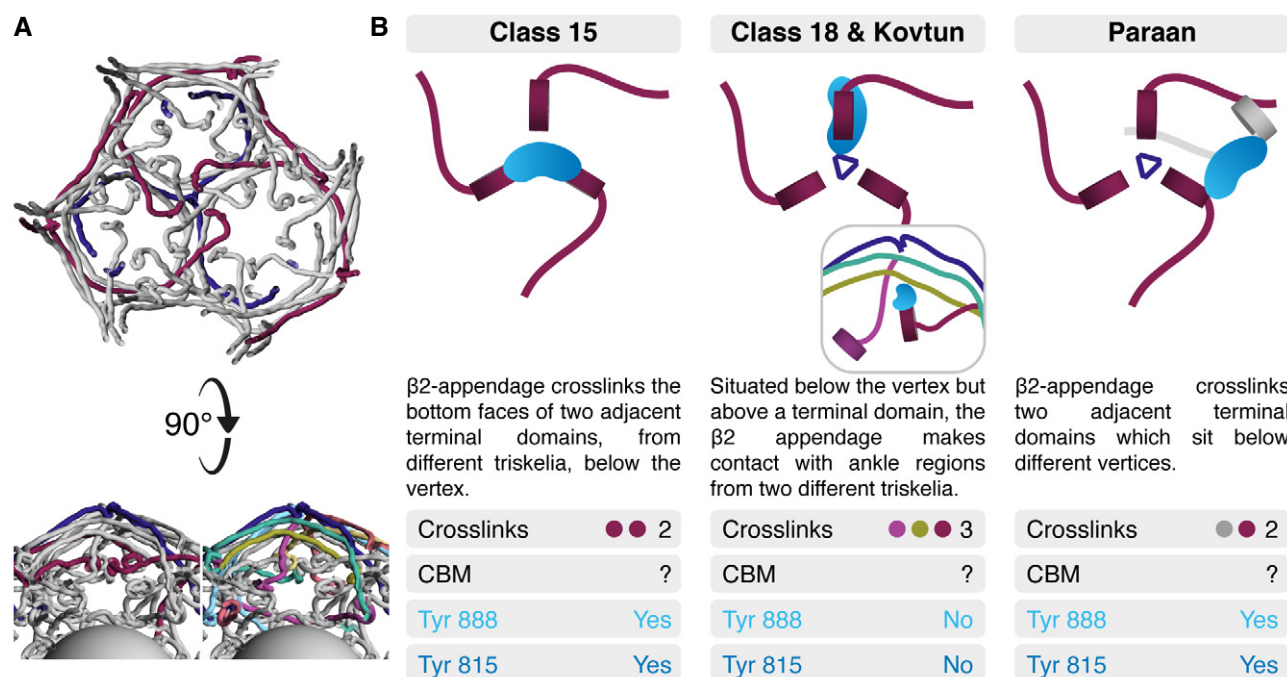 A
90°
B
Class 15
β2-appendage crosslinks the
bottom faces of two adjacent
terminal domains, from
different triskelia, below the
vertex.
Crosslinks 2
CBM ?
Tyr 888 Yes
Tyr 815 Yes
Class 18 & Kovtun
Situated below the vertex but
above a terminal domain, the
β2 appendage makes
contact with ankle regions
from two different triskelia.
Crosslinks 3
CBM ?
Tyr 888 No
Tyr 815 No
Paraan
β2-appendage crosslinks
two adjacent terminal
domains which sit below
different vertices.
Crosslinks 2
CBM ?
Tyr 888 Yes
Tyr 815 Yes